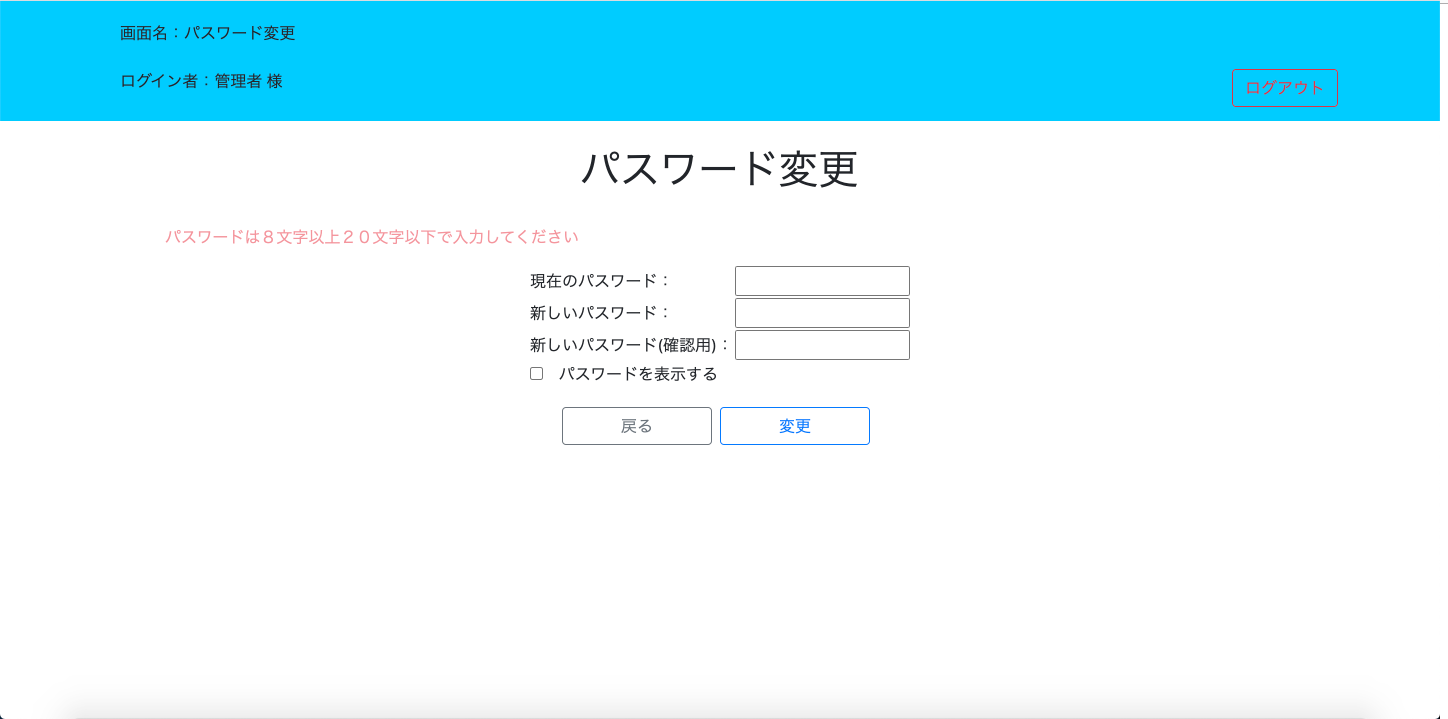 画面名：パスワード変更
ログイン者：管理者 様
ログアウト
パスワード変更
パスワードは８文字以上２０文字以下で入力してください
現在のパスワード：
新しいパスワード：
新しいパスワード(確認用)：
パスワードを表示する
戻る 変更